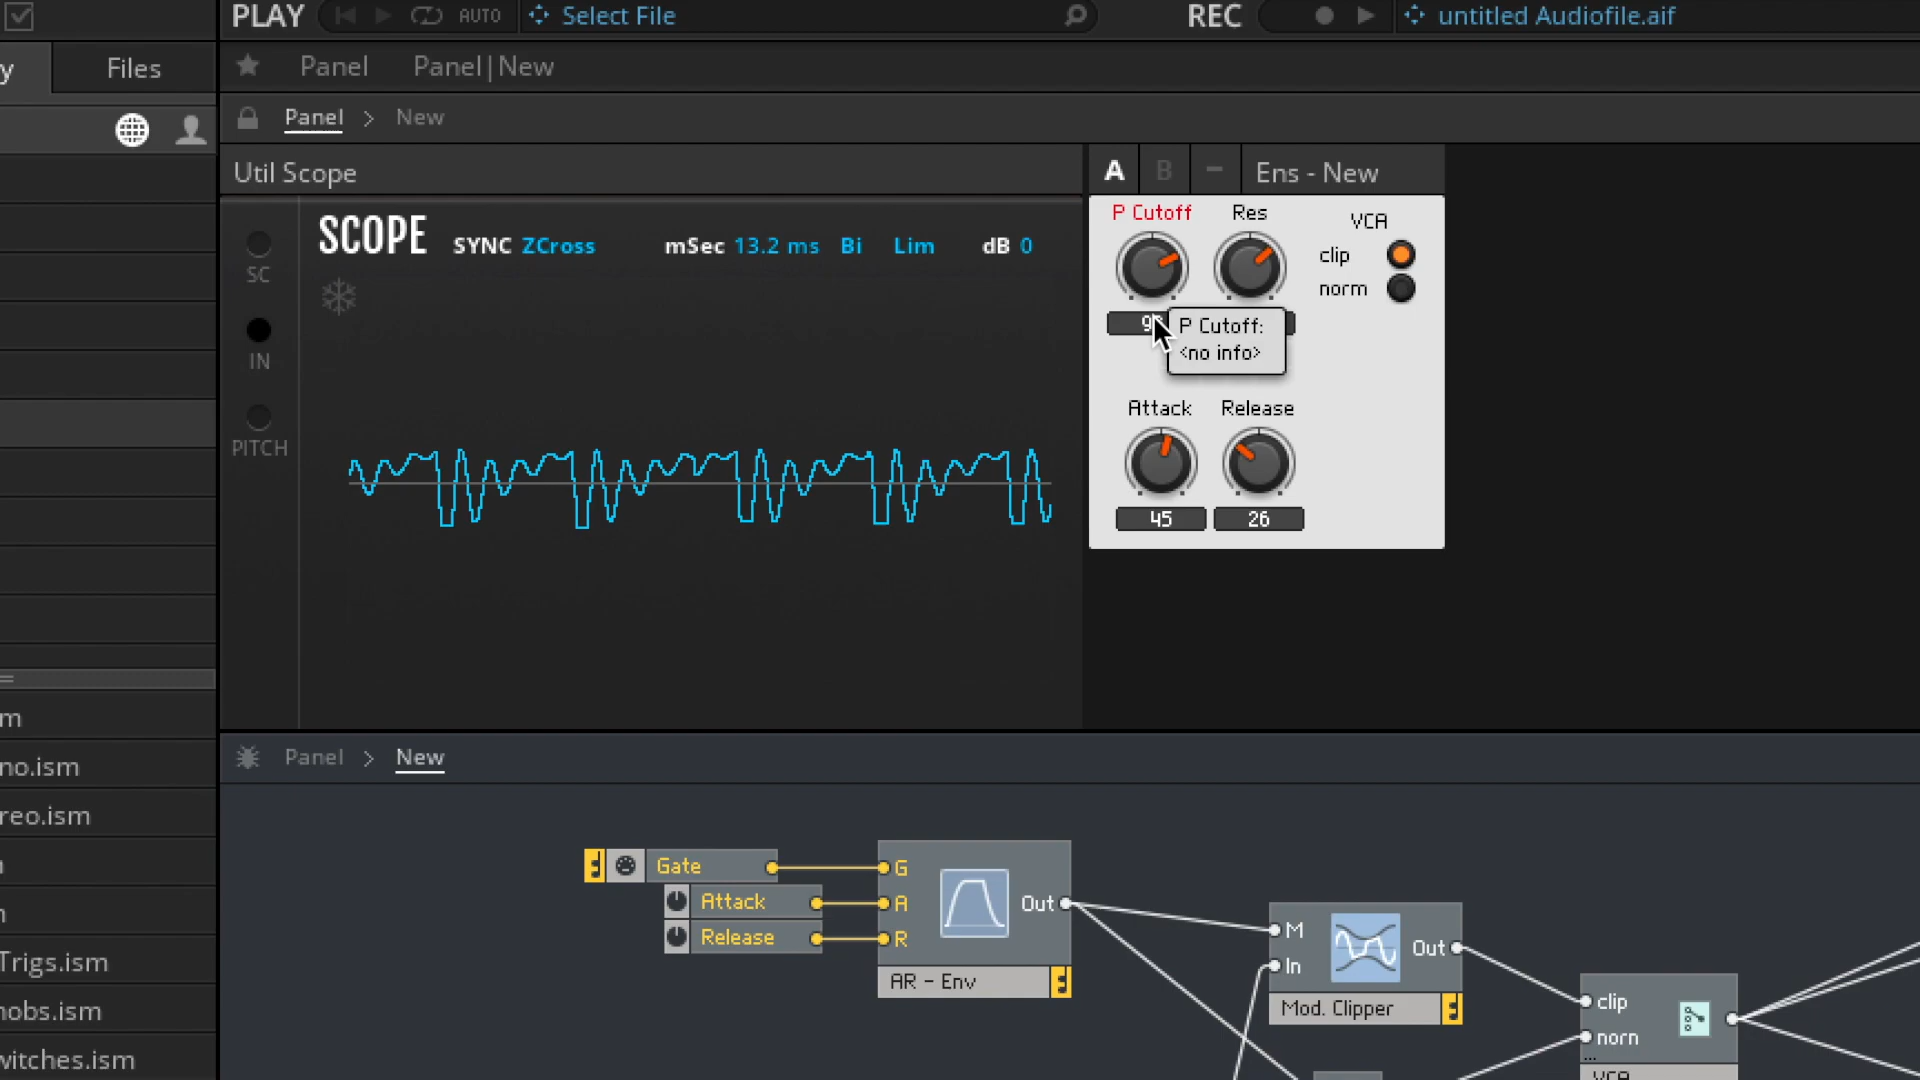 PLAY AUTO Select File REC untitled Audiofile.aif
y Files Panel Panel|New
Panel > New
Util Scope A B Ens - New
SCOPE SYNC ZCross mSec 13.2 ms Bi Lim dB 0
SC
IN
PITCH
P Cutoff Res VCA
clip
norm
P Cutoff:
<no info>
Attack Release
45 26
Panel > New
m
no.ism
reo.ism
Trigs.ism
nobs.ism
witches.ism
Gate G
Attack A Out
Release R
AR - Env
M
In Out
Mod. Clipper
clip
norn
...
VCA